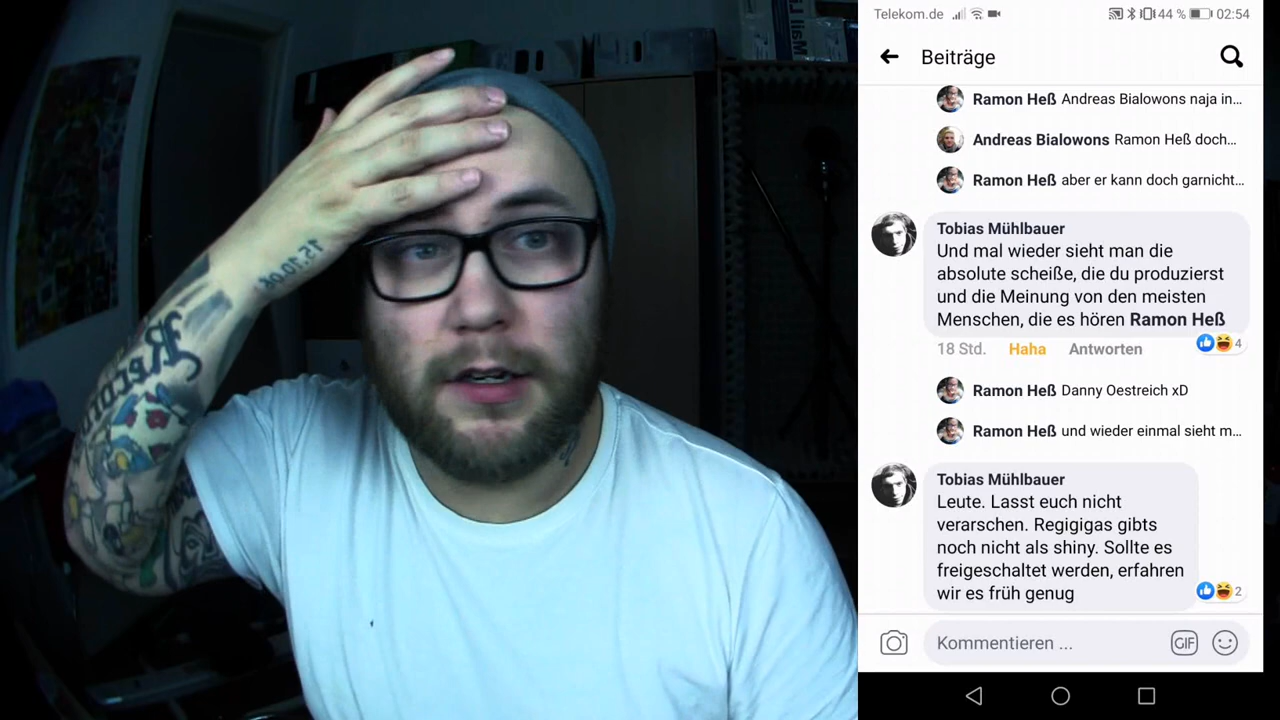 Telekom.de
44 %
02:54
Beiträge
Ramon Heß Andreas Bialowons naja in...
Andreas Bialowons Ramon Heß doch...
Ramon Heß aber er kann doch garnicht...
Tobias Mühlbauer
Und mal wieder sieht man die
absolute scheiße, die du produzierst
und die Meinung von den meisten
Menschen, die es hören Ramon Heß
18 Std. Haha Antworten
4
Ramon Heß Danny Oestreich xD
Ramon Heß und wieder einmal sieht m...
Tobias Mühlbauer
Leute. Lasst euch nicht
verarschen. Regigigas gibts
noch nicht als shiny. Sollte es
freigeschaltet werden, erfahren
wir es früh genug
2
Kommentieren ...
GIF
15.10.06
Record